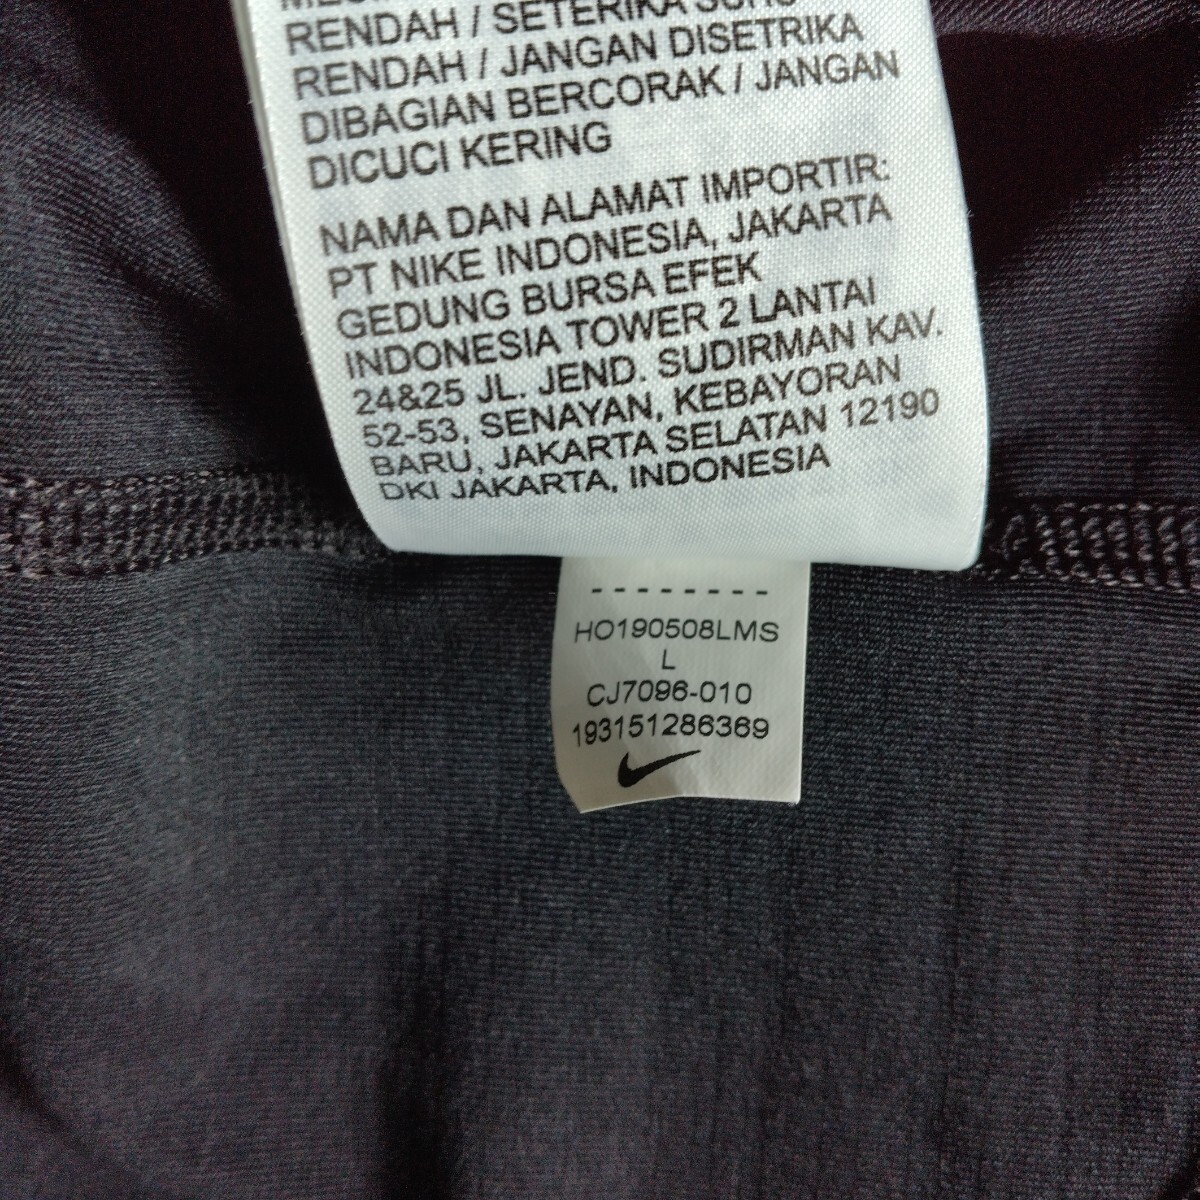 RENDAH / SETERIKA SUHU
RENDAH / JANGAN DISETRIKA
DIBAGIAN BERCORAK / JANGAN
DICUCI KERING
NAMA DAN ALAMAT IMPORTIR:
PT NIKE INDONESIA, JAKARTA
GEDUNG BURSA EFEK
INDONESIA TOWER 2 LANTAI
24&25 JL. JEND. SUDIRMAN KAV.
52-53, SENAYAN, KEBAYORAN
BARU, JAKARTA SELATAN 12190
DKI JAKARTA, INDONESIA
--------
HO190508LMS
L
CJ7096-010
193151286369